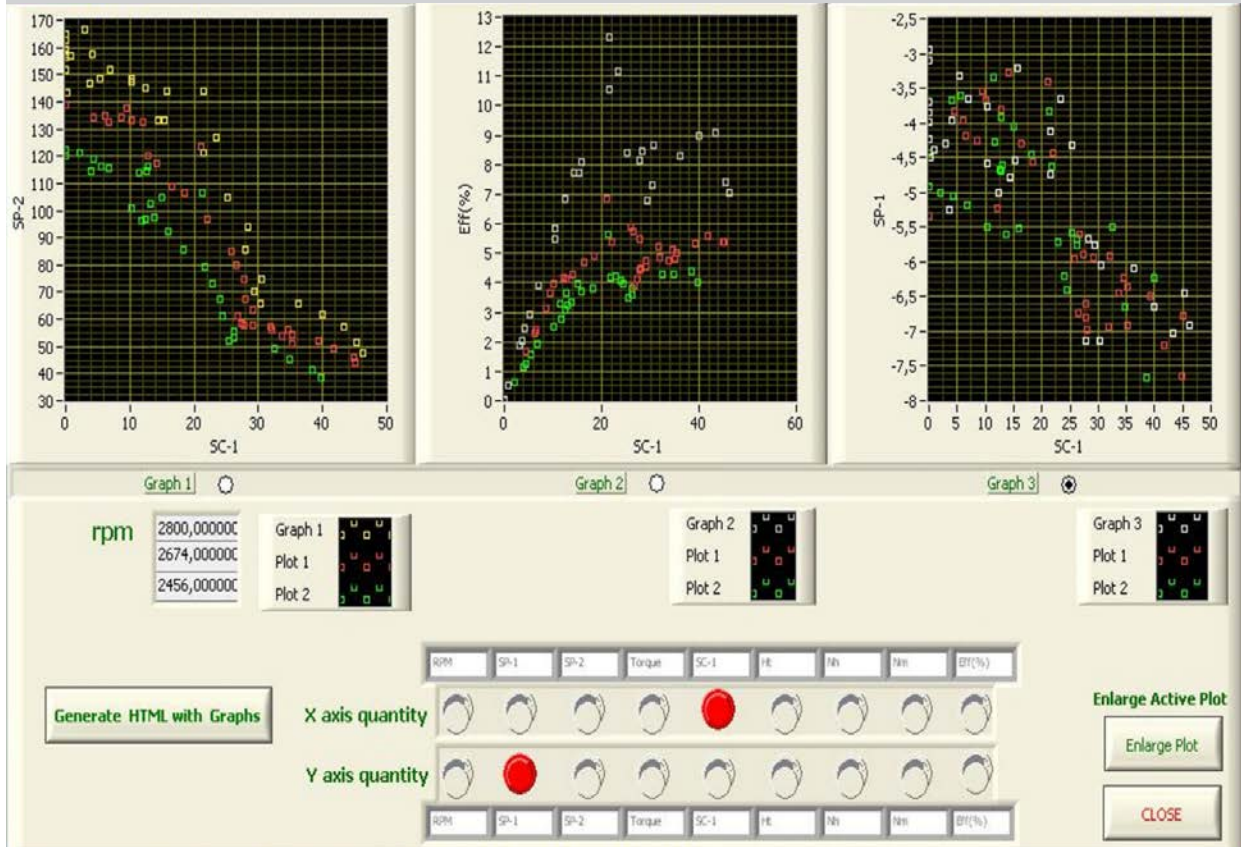 170
160
150
140
130
120
110
100
90
80
70
60
50
40
30
SP-2
0 10 20 30 40 50
SC-1
13
12
11
10
9
8
7
6
5
4
3
2
1
0
Eff(%)
0 20 40 60
SC-1
-2,5
-3
-3,5
-4
-4,5
-5
-5,5
-6
-6,5
-7
-7,5
-8
SP-1
0 5 10 15 20 25 30 35 40 45 50
SC-1
Graph 1 Graph 2 Graph 3
rpm
2800,000000
2674,000000
2456,000000
Graph 1
Plot 1
Plot 2
Graph 2
Plot 1
Plot 2
Graph 3
Plot 1
Plot 2
RPM SP-1 SP-2 Torque SC-1 Ht Nh Nm Eff(%)
Generate HTML with Graphs
X axis quantity
Y axis quantity
RPM SP-1 SP-2 Torque SC-1 Ht Nh Nm Eff(%)
Enlarge Active Plot
Enlarge Plot
CLOSE